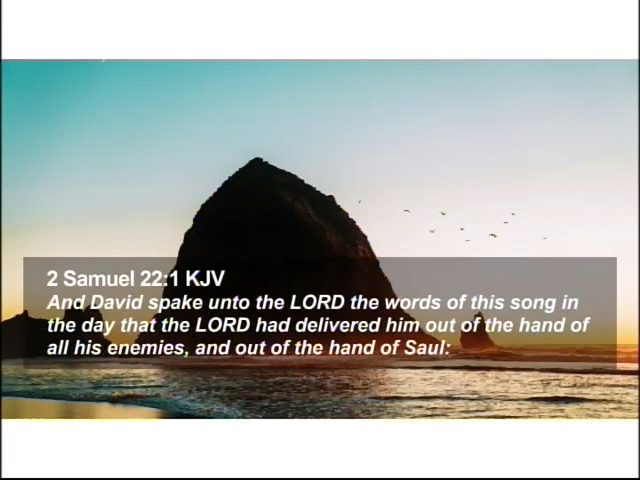 2 Samuel 22:1 KJV
And David spake unto the LORD the words of this song in
the day that the LORD had delivered him out of the hand of
all his enemies, and out of the hand of Saul: